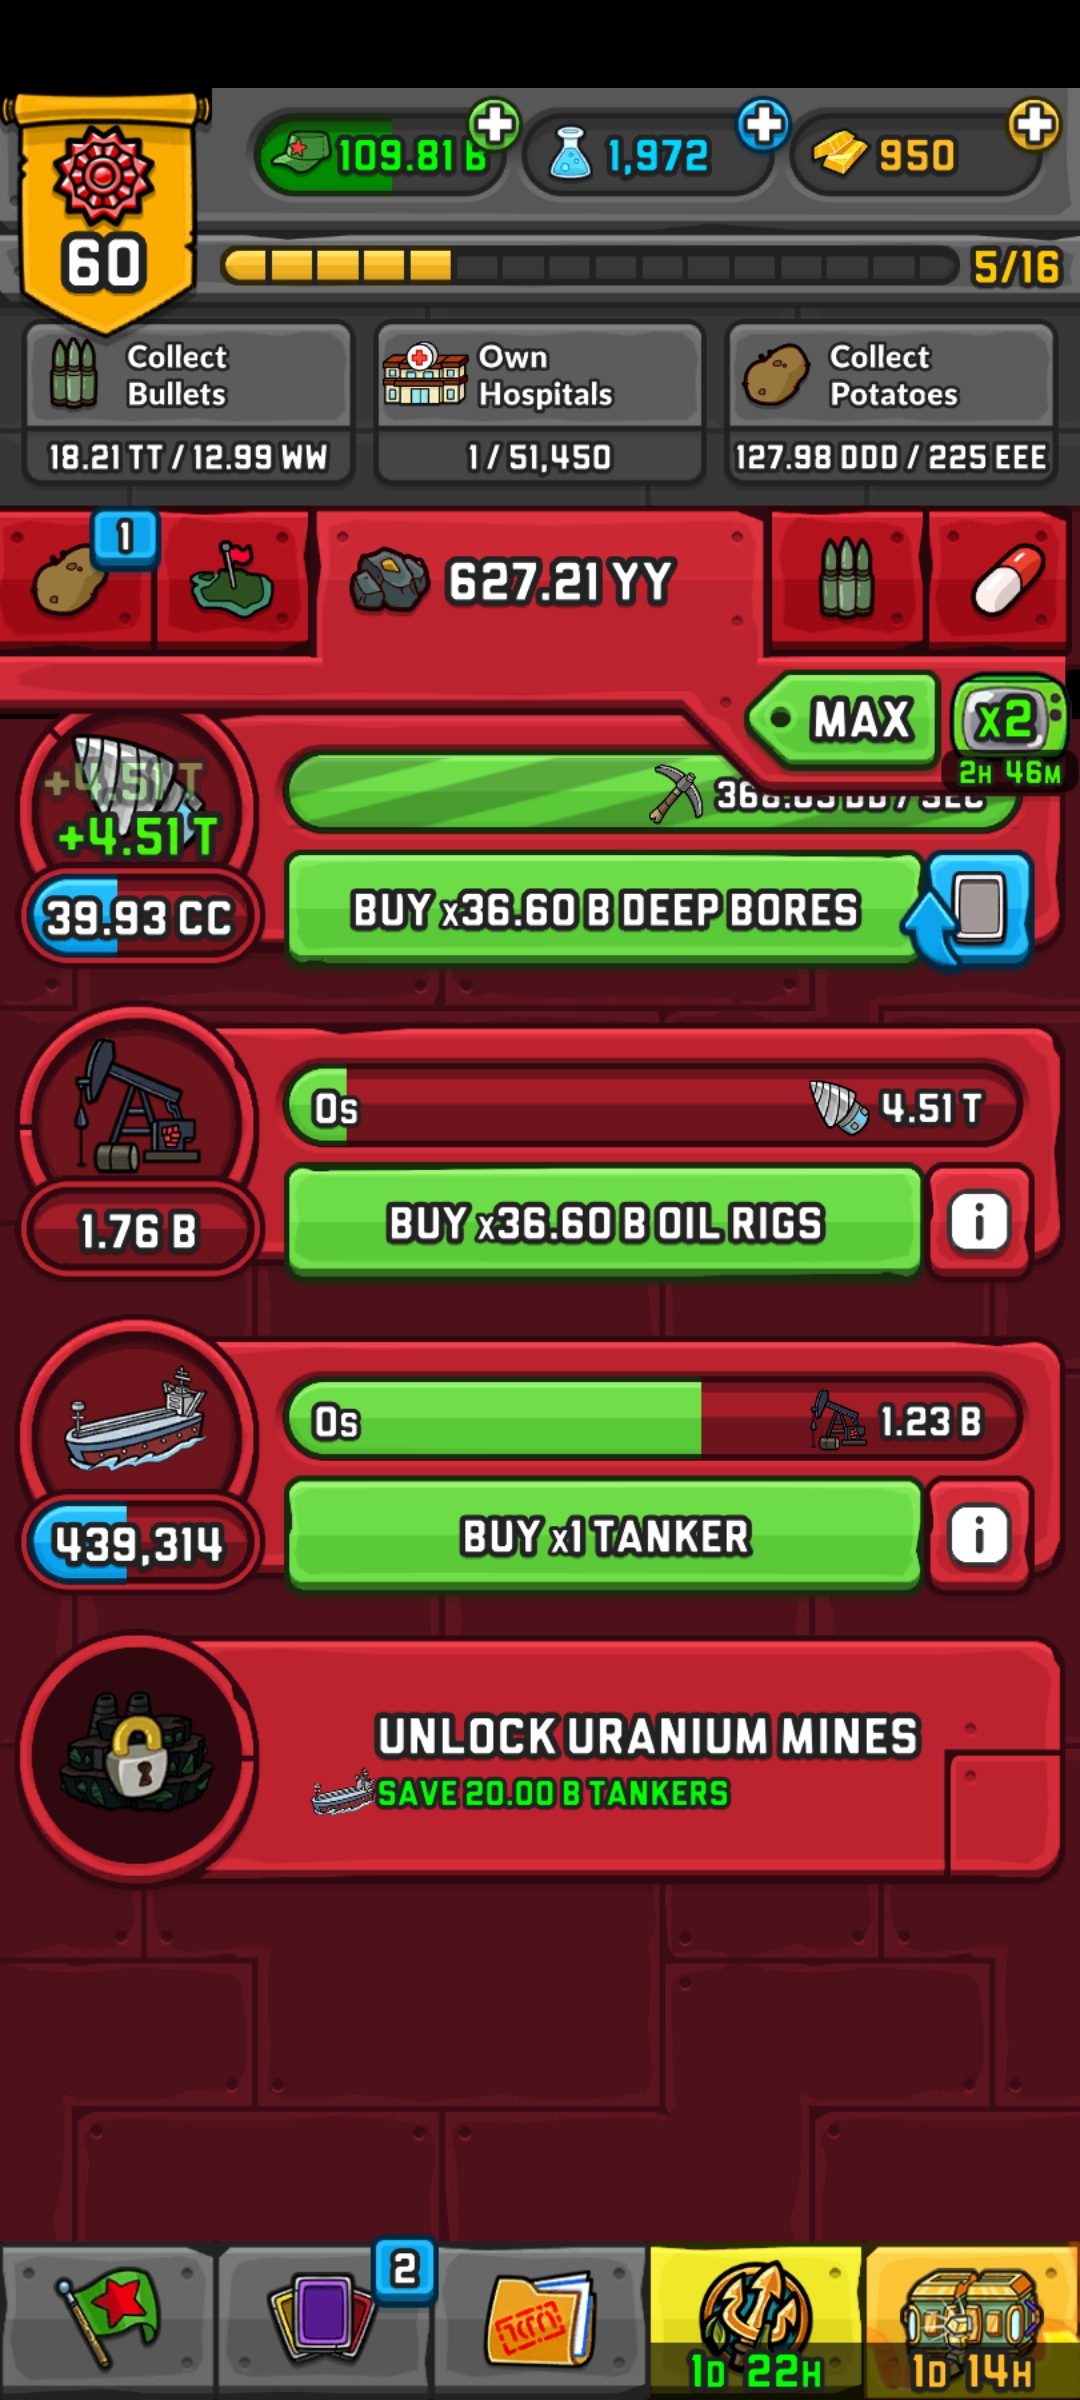 109.81 B
1,972
950
60
5/16
Collect
Bullets
18.21 TT / 12.99 WW
Own
Hospitals
1 / 51,450
Collect
Potatoes
127.98 DDD / 225 EEE
1
627.21 YY
MAX
x2
2H 46M
+4.51 T
+4.51 T
/ SEC
39.93 CC
BUY x36.60 B DEEP BORES
0s
4.51 T
1.76 B
BUY x36.60 B OIL RIGS
i
0s
1.23 B
439,314
BUY x1 TANKER
i
UNLOCK URANIUM MINES
SAVE 20.00 B TANKERS
2
1D 22H
1D 14H